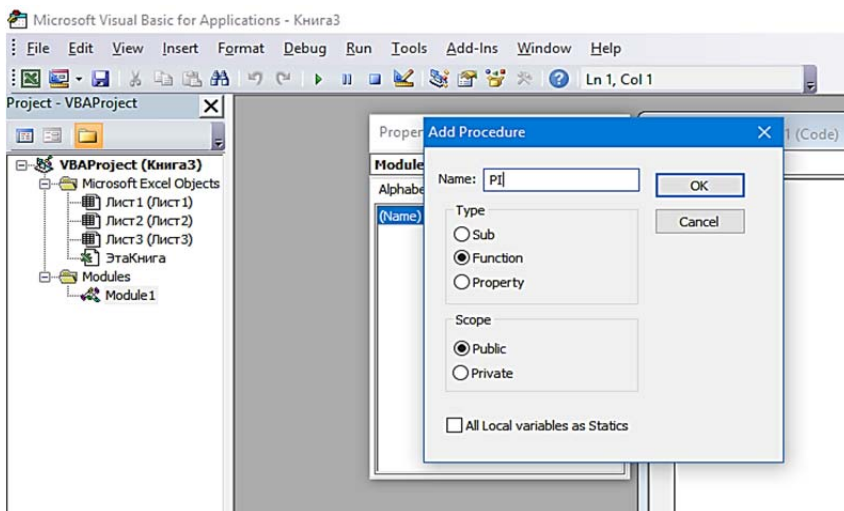 Microsoft Visual Basic for Applications - Книга3
File Edit View Insert Format Debug Run Tools Add-Ins Window Help
Ln 1, Col 1
Project - VBAProject
VBAProject (Книга3)
Microsoft Excel Objects
Лист1 (Лист1)
Лист2 (Лист2)
Лист3 (Лист3)
ЭтаКнига
Modules
Module1
Proper
Module
Alphabe
(Name)
1 (Code)
Add Procedure
Name: PI
OK
Cancel
Type
Sub
Function
Property
Scope
Public
Private
All Local variables as Statics